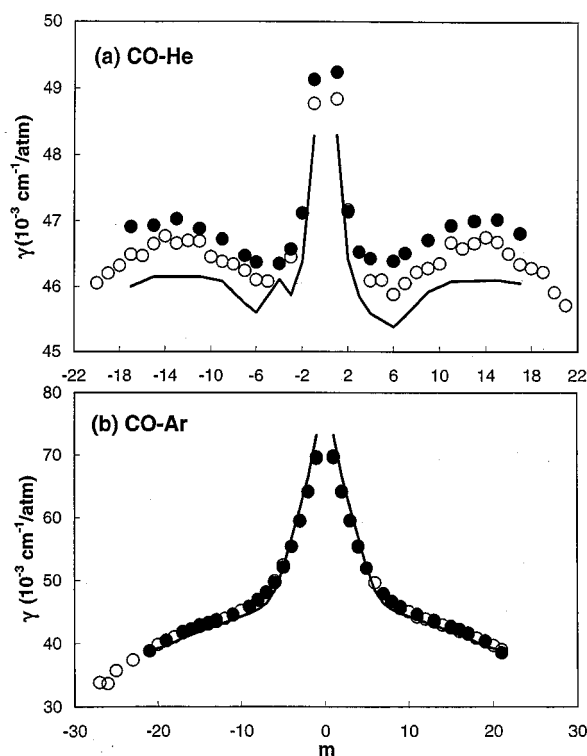 50
(a) CO-He
49
48
γ(10⁻³ cm⁻¹/atm)
47
46
45
-22 -18 -14 -10 -6 -2 2 6 10 14 18 22
80
(b) CO-Ar
70
γ (10⁻³ cm⁻¹/atm)
60
50
40
30
-30 -20 -10 0 10 20 30
m